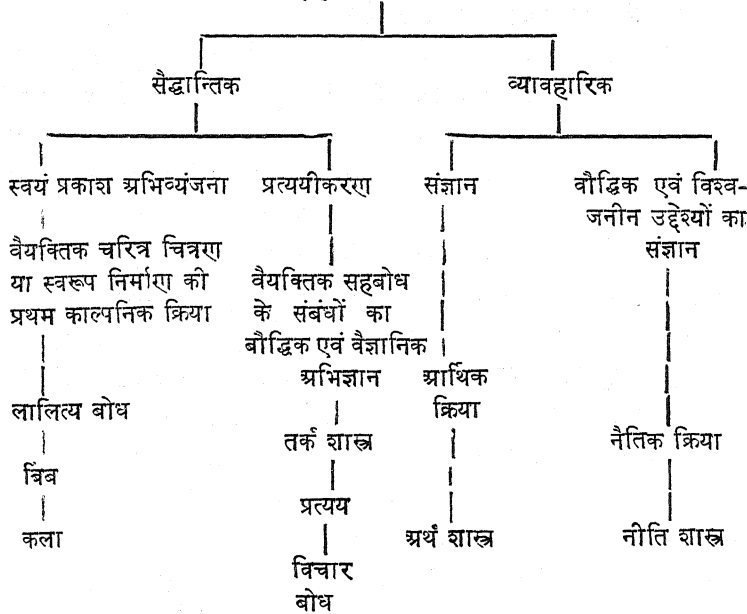 सैद्धान्तिक
व्यावहारिक
स्वयं प्रकाश अभिव्यंजना
वैयक्तिक चरित्र चित्रण
या स्वरूप निर्माण की
प्रथम काल्पनिक क्रिया
लालित्य बोध
बिंब
कला
प्रत्ययीकरण
वैयक्तिक सहबोध
के संबंधों का
बौद्धिक एवं वैज्ञानिक
अभिज्ञान
तर्क शास्त्र
प्रत्यय
विचार
बोध
संज्ञान
आर्थिक
क्रिया
अर्थ शास्त्र
वौद्धिक एवं विश्व-
जनीन उद्देश्यों का
संज्ञान
नैतिक क्रिया
नीति शास्त्र